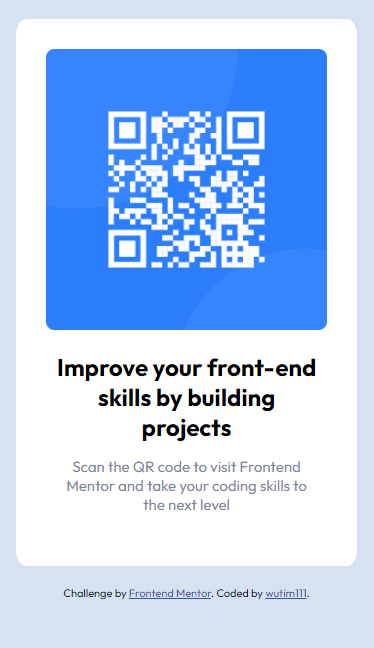 Improve your front-end
skills by building
projects
Scan the QR code to visit Frontend
Mentor and take your coding skills to
the next level
Challenge by Frontend Mentor. Coded by wutim111.